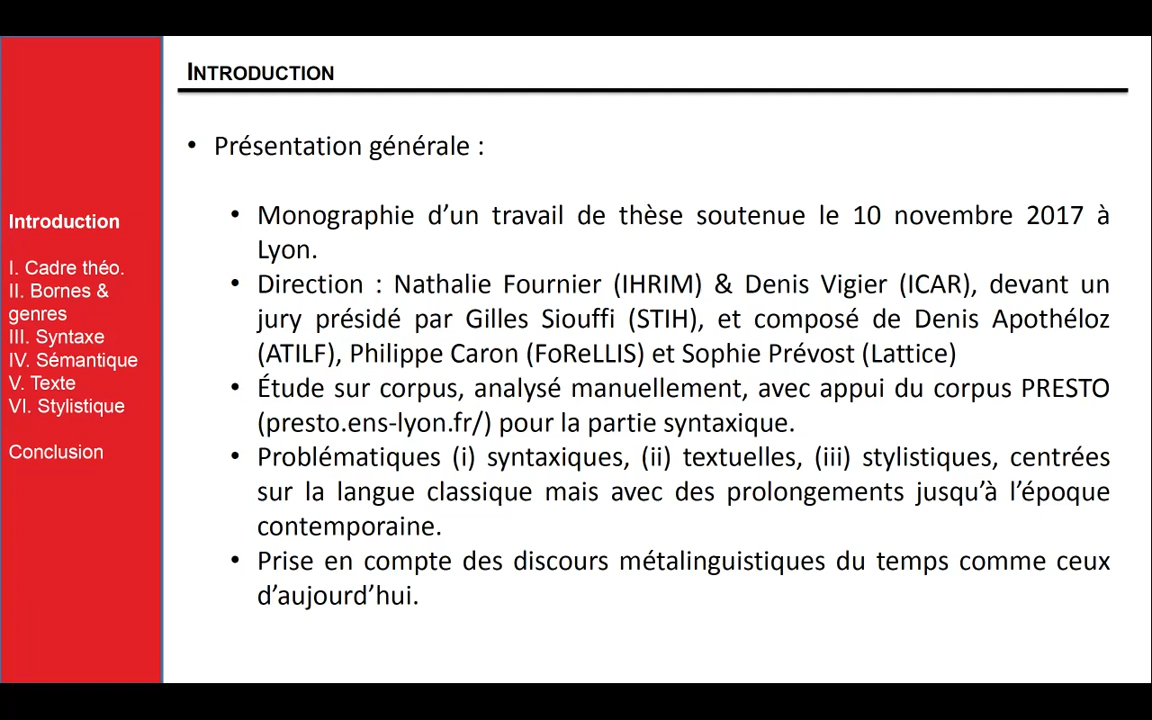 INTRODUCTION
• Présentation générale :
• Monographie d’un travail de thèse soutenue le 10 novembre 2017 à
Lyon.
• Direction : Nathalie Fournier (IHRIM) & Denis Vigier (ICAR), devant un
jury présidé par Gilles Siouffi (STIH), et composé de Denis Apothéloz
(ATILF), Philippe Caron (FoReLLIS) et Sophie Prévost (Lattice)
• Étude sur corpus, analysé manuellement, avec appui du corpus PRESTO
(presto.ens-lyon.fr/) pour la partie syntaxique.
• Problématiques (i) syntaxiques, (ii) textuelles, (iii) stylistiques, centrées
sur la langue classique mais avec des prolongements jusqu’à l’époque
contemporaine.
• Prise en compte des discours métalinguistiques du temps comme ceux
d’aujourd’hui.
Introduction
I. Cadre théo.
II. Bornes &
genres
III. Syntaxe
IV. Sémantique
V. Texte
VI. Stylistique
Conclusion